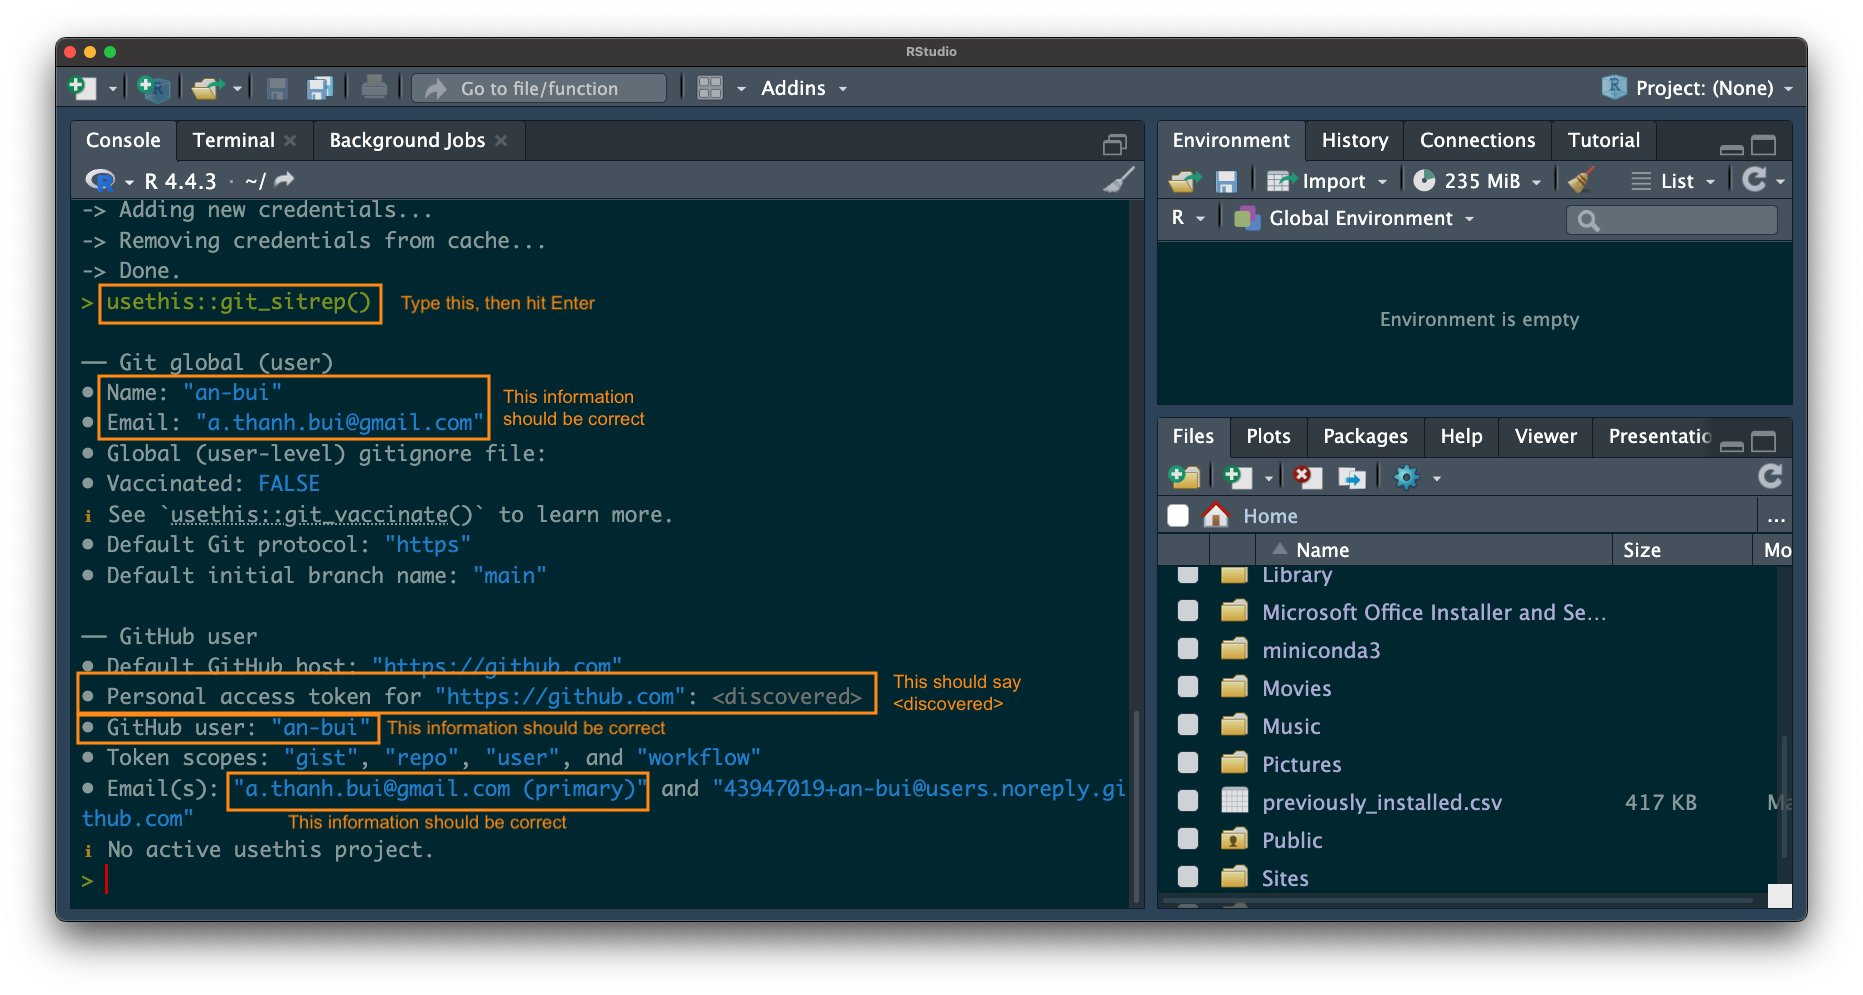 RStudio
Go to file/function
Addins
Project: (None)
Console
Terminal
Background Jobs
R 4.4.3 · ~/
-> Adding new credentials...
-> Removing credentials from cache...
-> Done.
> usethis::git_sitrep()
Type this, then hit Enter
── Git global (user)
● Name: "an-bui"
● Email: "a.thanh.bui@gmail.com"
This information
should be correct
● Global (user-level) gitignore file:
● Vaccinated: FALSE
i See `usethis::git_vaccinate()` to learn more.
● Default Git protocol: "https"
● Default initial branch name: "main"
── GitHub user
● Default GitHub host: "https://github.com"
● Personal access token for "https://github.com": <discovered>
This should say
<discovered>
● GitHub user: "an-bui"
This information should be correct
● Token scopes: "gist", "repo", "user", and "workflow"
● Email(s): "a.thanh.bui@gmail.com (primary)" and "43947019+an-bui@users.noreply.gi
thub.com"
This information should be correct
i No active usethis project.
>
Environment
History
Connections
Tutorial
Import
235 MiB
List
R
Global Environment
Environment is empty
Files
Plots
Packages
Help
Viewer
Presentatio
Home
...
Name
Size
Mo
Library
Microsoft Office Installer and Se...
miniconda3
Movies
Music
Pictures
previously_installed.csv
417 KB
Ma
Public
Sites